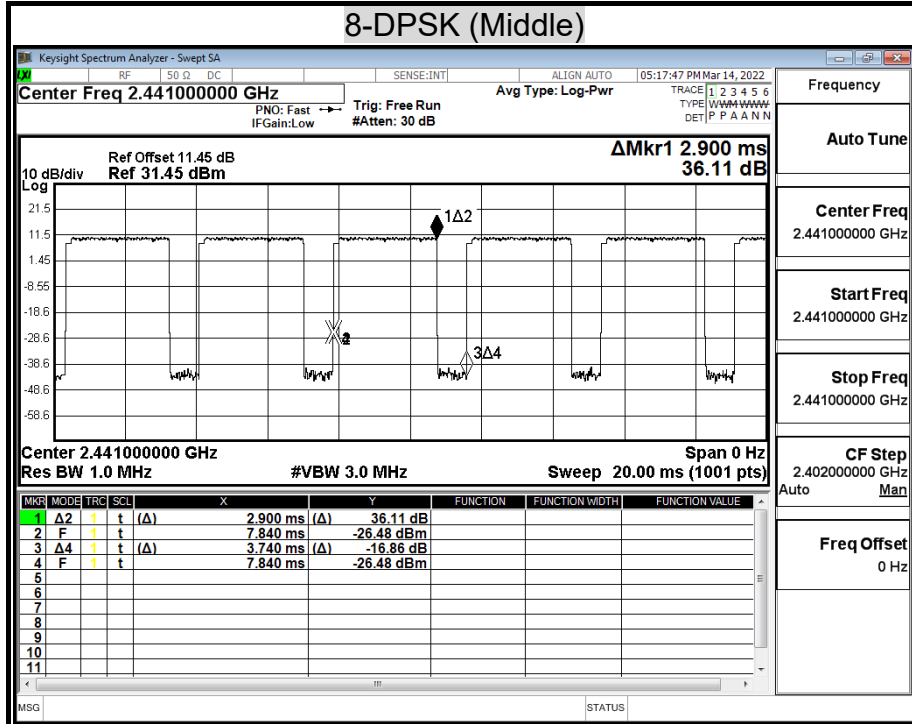 8-DPSK (Middle)
Keysight Spectrum Analyzer - Swept SA
LXI RF 50 Ω DC SENSE:INT ALIGN AUTO 05:17:47 PM Mar 14, 2022
Center Freq 2.441000000 GHz
PNO: Fast
IFGain:Low
Trig: Free Run
#Atten: 30 dB
Avg Type: Log-Pwr
TRACE 1 2 3 4 5 6
TYPE WWMWWW
DET P P A A N N
ΔMkr1 2.900 ms
36.11 dB
Ref Offset 11.45 dB
10 dB/div Ref 31.45 dBm
Log
21.5
11.5
1.45
-8.55
-18.6
-28.6
-38.6
-48.6
-58.6
1Δ2
3Δ4
Center 2.441000000 GHz Span 0 Hz
Res BW 1.0 MHz #VBW 3.0 MHz Sweep 20.00 ms (1001 pts)
MKR MODE TRC SCL X Y FUNCTION FUNCTION WIDTH FUNCTION VALUE
1 Δ2 1 t (Δ) 2.900 ms (Δ) 36.11 dB
2 F 1 t 7.840 ms -26.48 dBm
3 Δ4 1 t (Δ) 3.740 ms (Δ) -16.86 dB
4 F 1 t 7.840 ms -26.48 dBm
5
6
7
8
9
10
11
MSG STATUS
Frequency
Auto Tune
Center Freq
2.441000000 GHz
Start Freq
2.441000000 GHz
Stop Freq
2.441000000 GHz
CF Step
2.402000000 GHz
Auto Man
Freq Offset
0 Hz